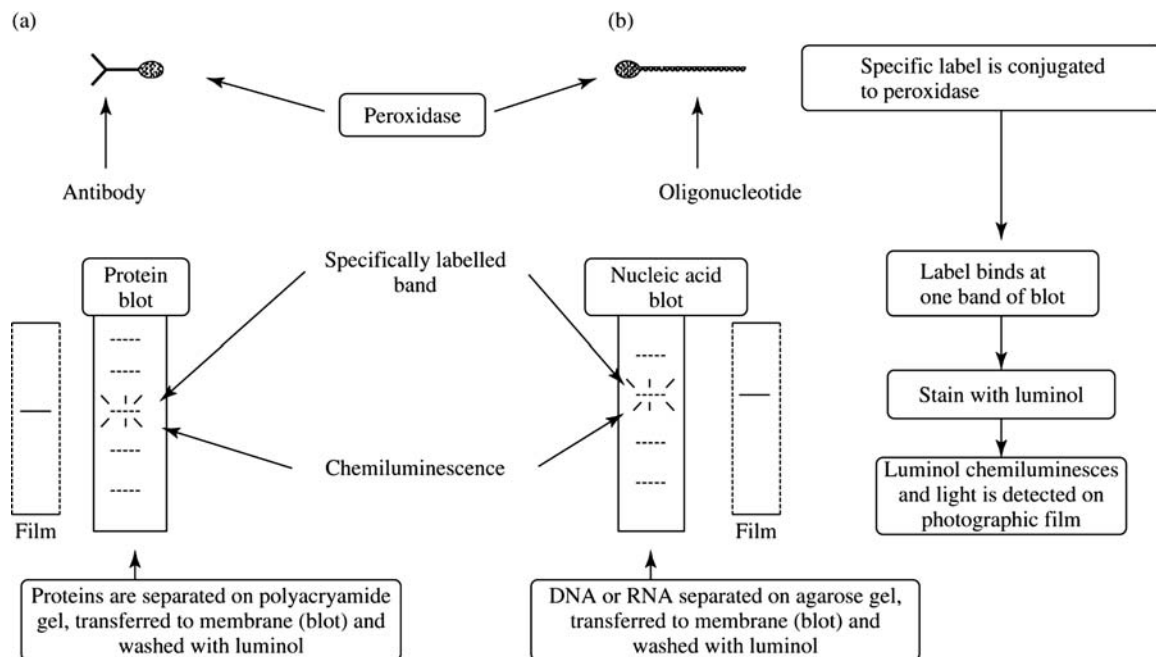 (a)
(b)
Peroxidase
Antibody
Oligonucleotide
Specific label is conjugated
to peroxidase
Protein
blot
Specifically labelled
band
Nucleic acid
blot
Label binds at
one band of blot
Stain with luminol
Chemiluminescence
Luminol chemiluminesces
and light is detected on
photographic film
Film
Film
Proteins are separated on polyacryamide
gel, transferred to membrane (blot) and
washed with luminol
DNA or RNA separated on agarose gel,
transferred to membrane (blot) and
washed with luminol